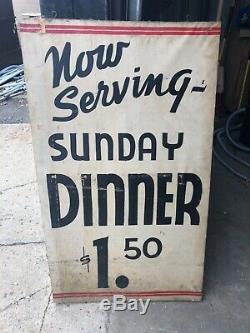 Now
Serving-
SUNDAY
DINNER
$1.50